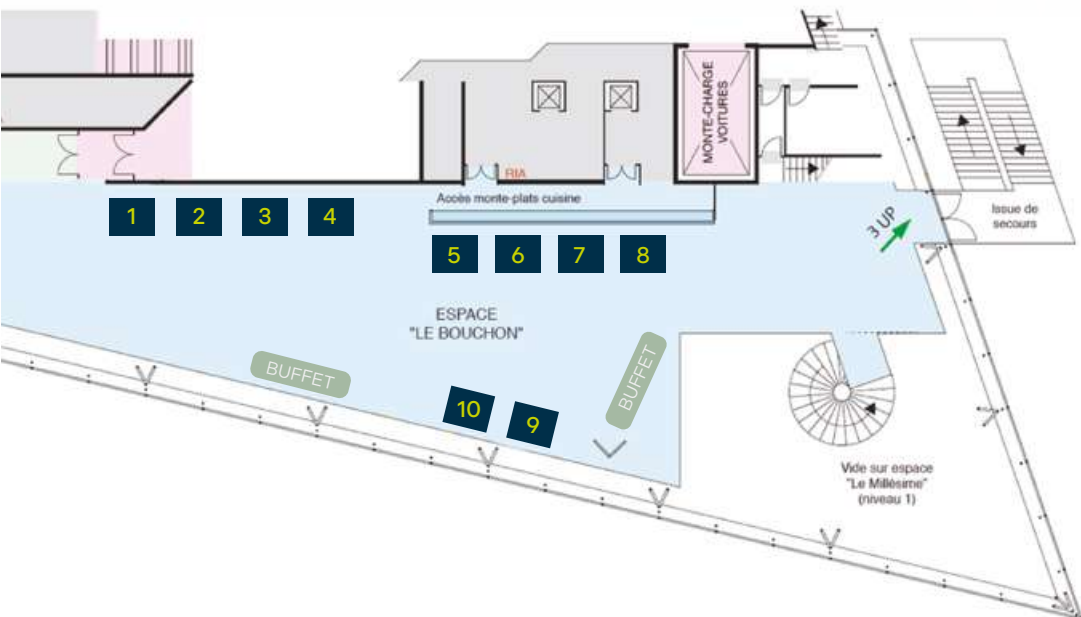 MONTE-CHARGE
VOITURES
RIA
Accès monte-plats cuisine
1
2
3
4
5
6
7
8
3 UP
Issue de
secours
ESPACE
"LE BOUCHON"
BUFFET
BUFFET
10
9
Vide sur espace
"Le Millésime"
(niveau 1)